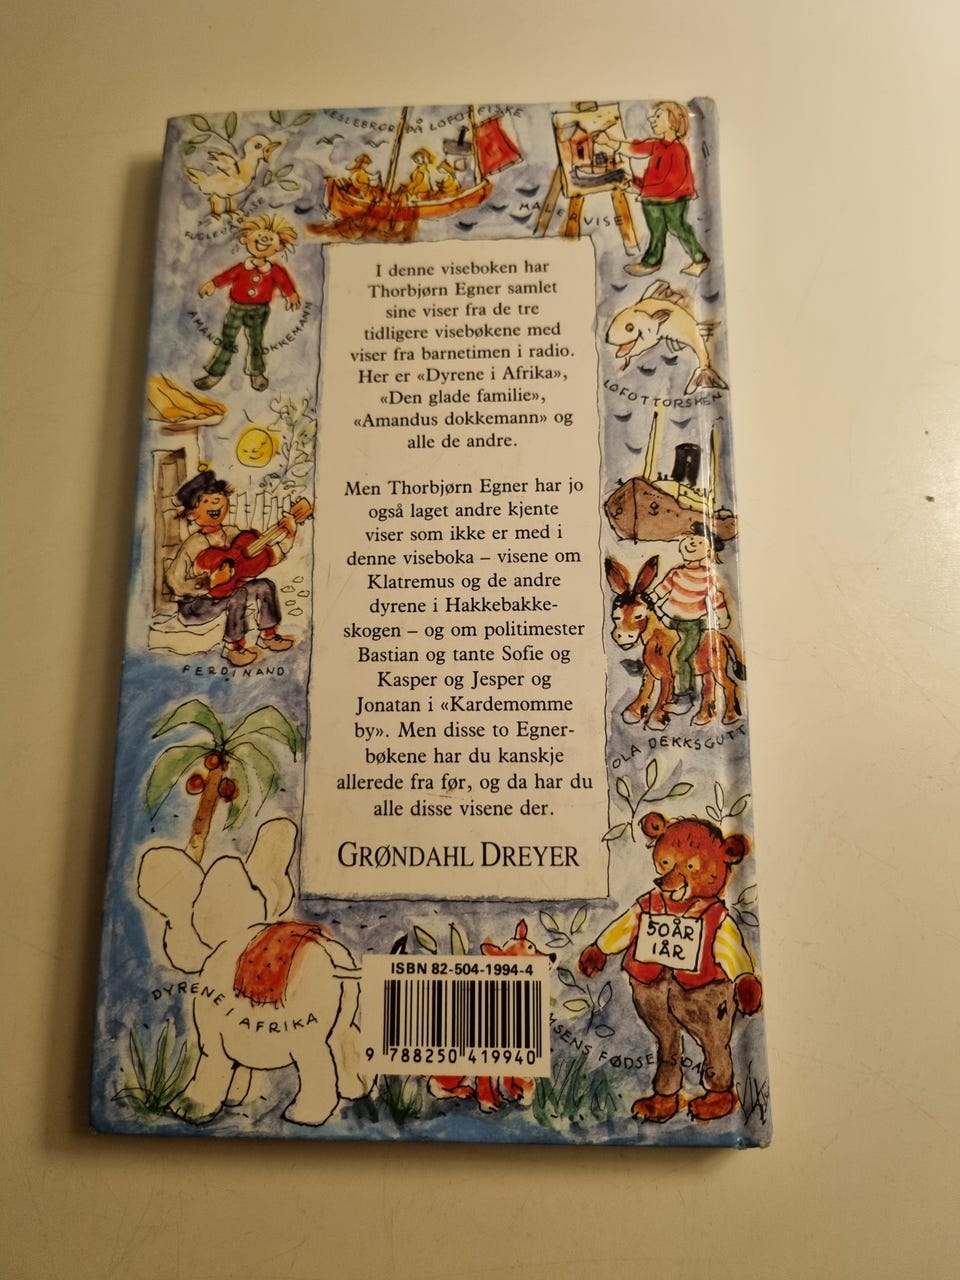 VESLEBROR PÅ LOFOTFISKE
MALERVISE
FUGLEVÅRVISE
AMANDUS DOKKEMANN
LOFOTTORSKEN
I denne viseboken har
Thorbjørn Egner samlet
sine viser fra de tre
tidligere visebøkene med
viser fra barnetimen i radio.
Her er «Dyrene i Afrika»,
«Den glade familie»,
«Amandus dokkemann» og
alle de andre.
Men Thorbjørn Egner har jo
også laget andre kjente
viser som ikke er med i
denne viseboka – visene om
Klatremus og de andre
dyrene i Hakkebakke-
skogen – og om politimester
Bastian og tante Sofie og
Kasper og Jesper og
Jonatan i «Kardemomme
by». Men disse to Egner-
bøkene har du kanskje
allerede fra før, og da har du
alle disse visene der.
GRØNDAHL DREYER
FERDINAND
OLA DEKKSGUTT
50 ÅR
I ÅR
DYRENE I AFRIKA
FØDSELSDAG
ISBN 82-504-1994-4
9 788250 419940